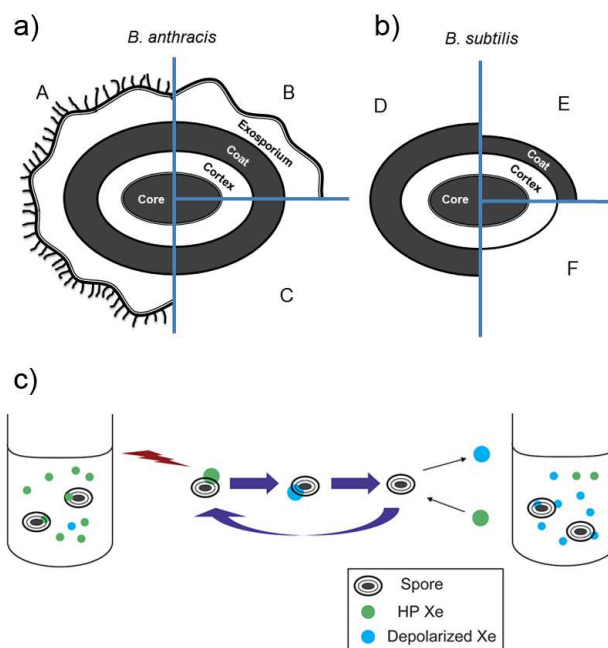 a)
b)
B. anthracis
B. subtilis
A
B
D
E
Exosporium
Coat
Coat
Cortex
Cortex
Core
Core
C
F
c)
Spore
HP Xe
Depolarized Xe